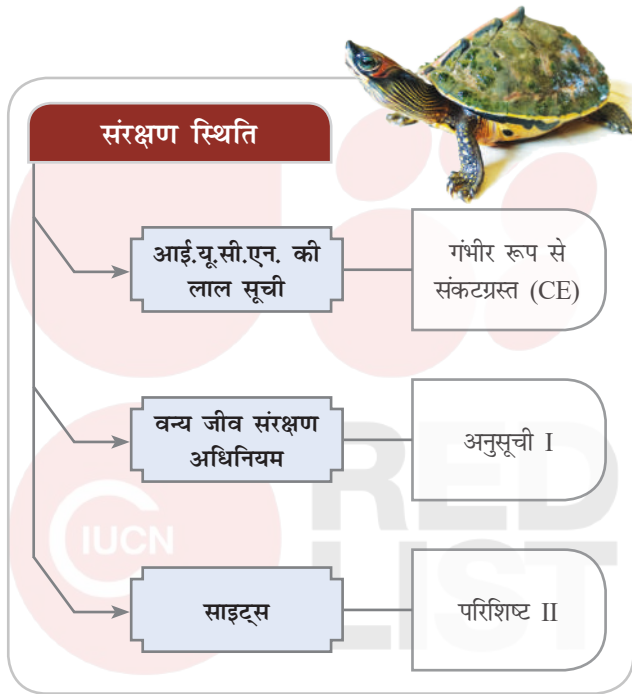 संरक्षण स्थिति
आई.यू.सी.एन. की
लाल सूची
गंभीर रूप से
संकटग्रस्त (CE)
वन्य जीव संरक्षण
अधिनियम
अनुसूची I
साइट्स
परिशिष्ट II
IUCN
RED
LIST